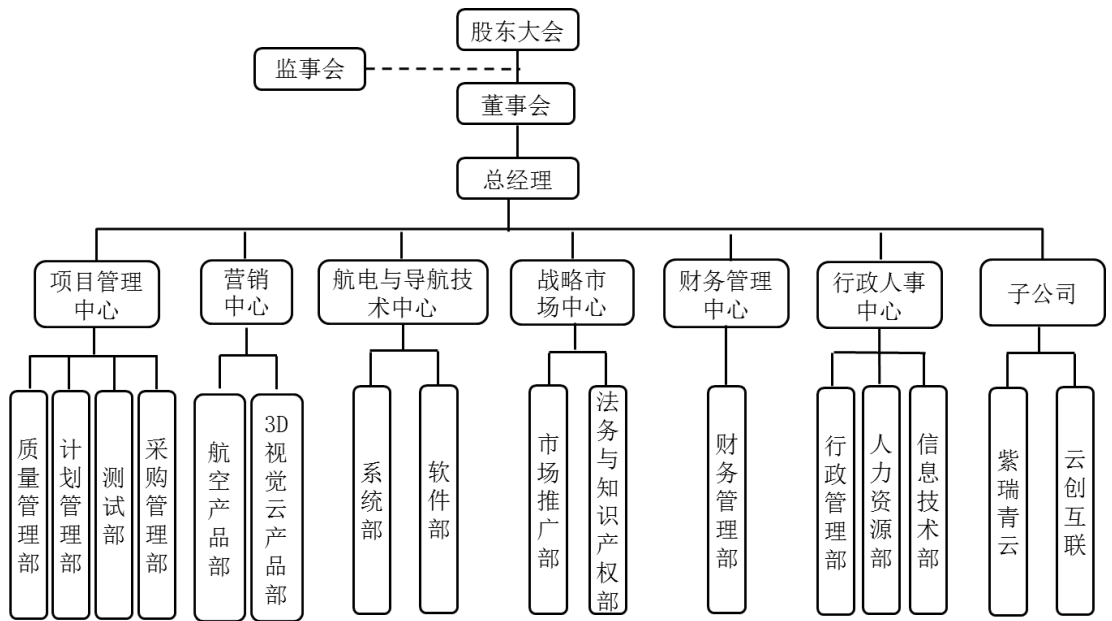 股东大会
监事会
董事会
总经理
项目管理
中心
营销
中心
航电与导航技
术中心
战略市
场中心
财务管理
中心
行政人事
中心
子公司
质量管理部
计划管理部
测试部
采购管理部
航空产品部
3D视觉云产品部
系统部
软件部
市场推广部
法务与知识产权部
财务管理部
行政管理部
人力资源部
信息技术部
紫瑞青云
云创互联